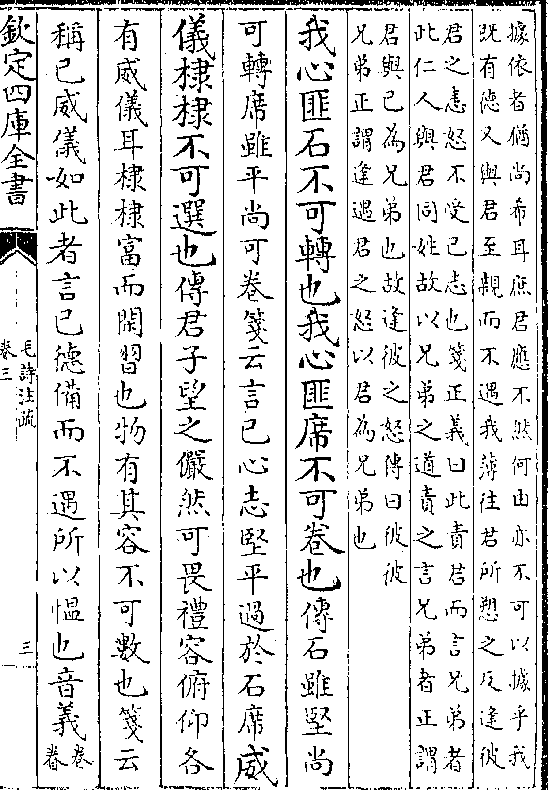 據依者猶尚希耳庶君應不然何由亦不可以據乎我
既有德又與君至親而不遇我薄往君所愬之反逢彼
君之恚怒不受己志也箋正義曰此責君而言兄弟者
此仁人與君同姓故以兄弟之道責之言兄弟者正謂
君與己為兄弟也故逢彼之怒傳曰彼彼
兄弟正謂逢遇君之怒以君為兄弟也
我心匪石不可轉也我心匪席不可卷也傳石雖堅尚
可轉席雖平尚可卷箋云言己心志堅平過於石席威
儀棣棣不可選也傳君子望之儼然可畏禮容俯仰各
有威儀耳棣棣富而閑習也物有其容不可數也箋云
稱己威儀如此者言己德備而不遇所以慍也音義卷
眷
欽定四庫全書
毛詩注疏
卷三
三